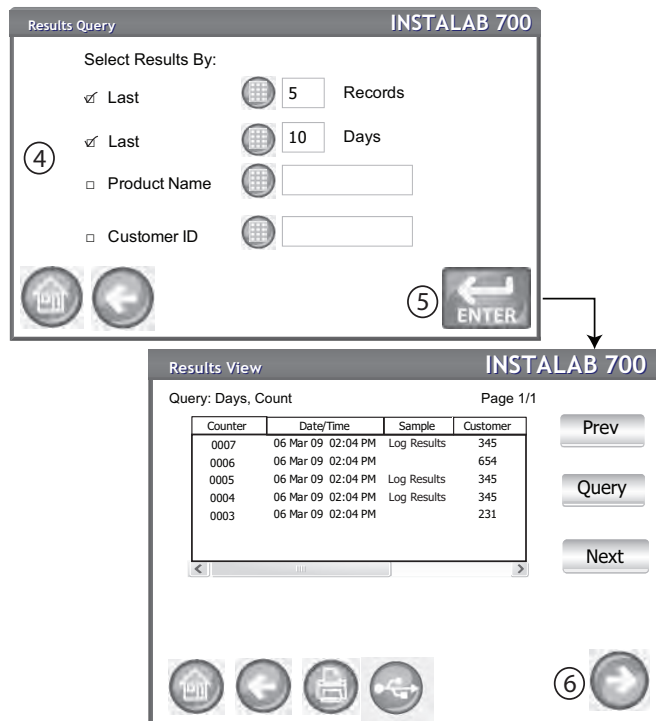 Results Query INSTALAB 700
Select Results By:
Last 5 Records
Last 10 Days
④
Product Name
Customer ID
⑤ ENTER
Results View INSTALAB 700
Query: Days, Count Page 1/1
Counter Date/Time Sample Customer
0007 06 Mar 09 02:04 PM Log Results 345
0006 06 Mar 09 02:04 PM 654
0005 06 Mar 09 02:04 PM Log Results 345
0004 06 Mar 09 02:04 PM Log Results 345
0003 06 Mar 09 02:04 PM 231
Prev
Query
Next
⑥